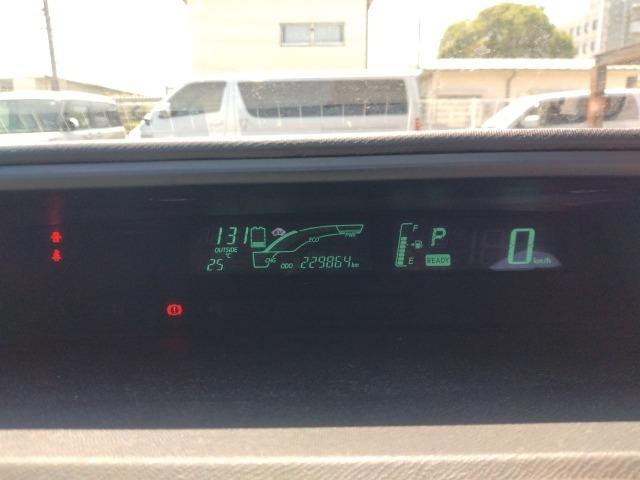 131
OUTSIDE
25 °C
ECO
PWR
CHG
ODO 229864 km
F
E
P
READY
0 km/h